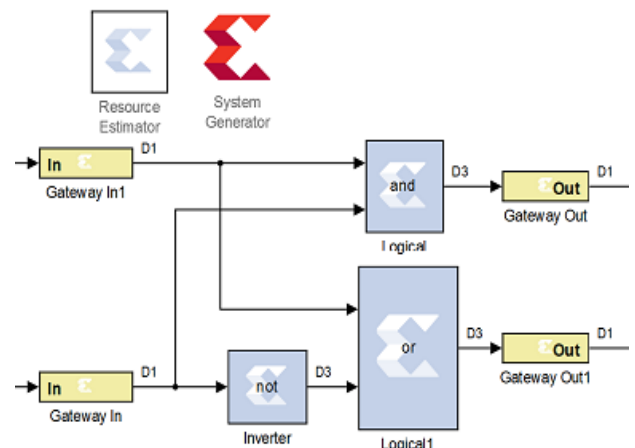 Resource
Estimator
System
Generator
In
D1
Gateway In1
and
Logical
D3
Out
D1
Gateway Out
In
D1
Gateway In
not
Inverter
D3
or
Logical1
D3
Out
D1
Gateway Out1